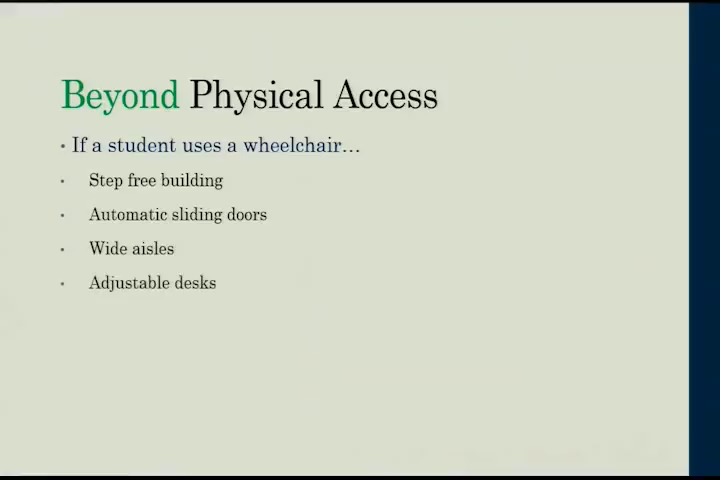 Beyond Physical Access
• If a student uses a wheelchair…
• Step free building
• Automatic sliding doors
• Wide aisles
• Adjustable desks